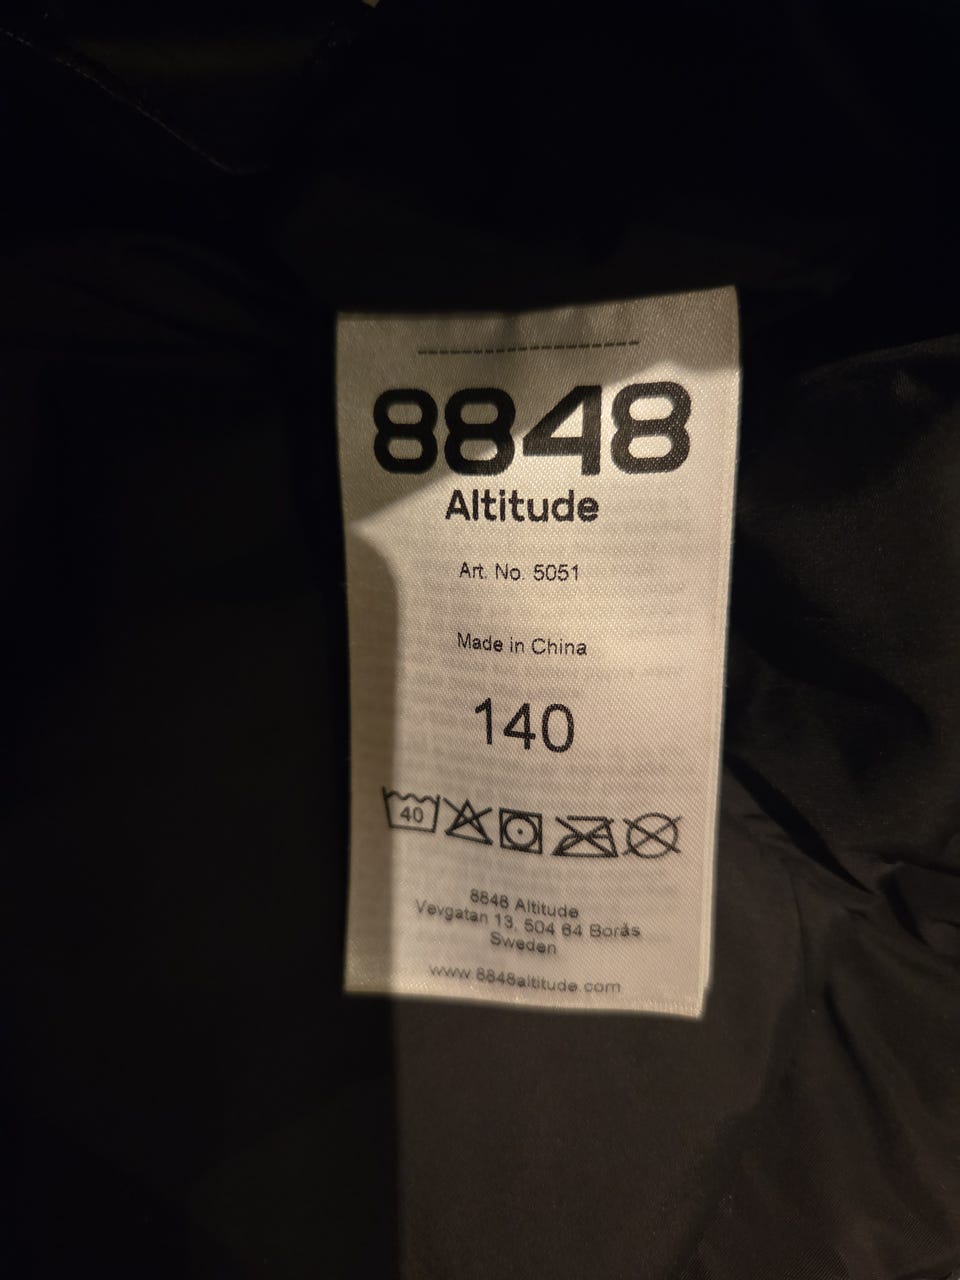 8848
Altitude
Art. No. 5051
Made in China
140
40
8848 Altitude
Vevgatan 13, 504 64 Borås
Sweden
www.8848altitude.com